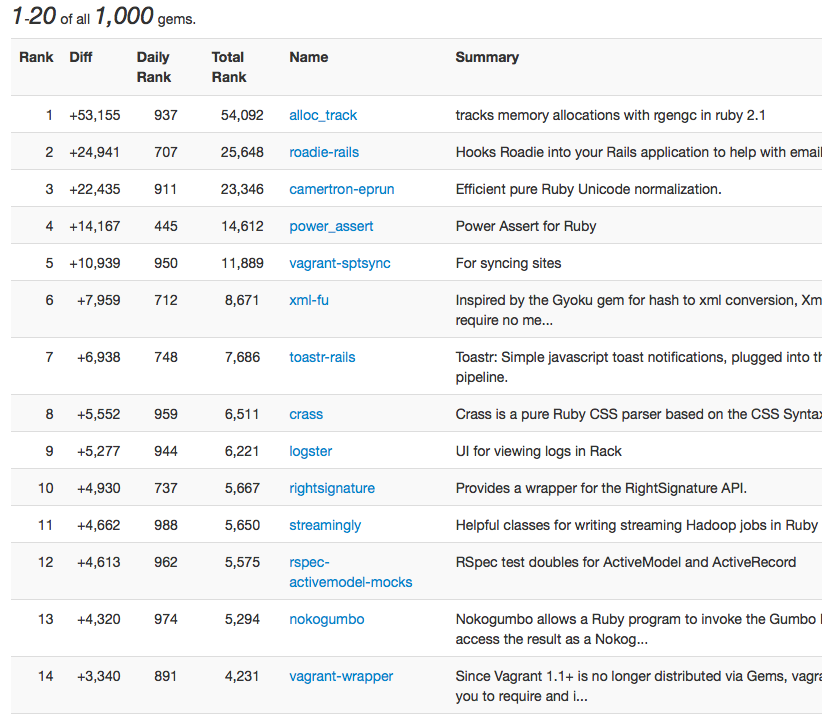 1-20 of all 1,000 gems.
Rank Diff Daily Rank Total Rank Name Summary
1 +53,155 937 54,092 alloc_track tracks memory allocations with rgengc in ruby 2.1
2 +24,941 707 25,648 roadie-rails Hooks Roadie into your Rails application to help with email
3 +22,435 911 23,346 camertron-eprun Efficient pure Ruby Unicode normalization.
4 +14,167 445 14,612 power_assert Power Assert for Ruby
5 +10,939 950 11,889 vagrant-sptsync For syncing sites
6 +7,959 712 8,671 xml-fu Inspired by the Gyoku gem for hash to xml conversion, Xm
require no me...
7 +6,938 748 7,686 toastr-rails Toastr: Simple javascript toast notifications, plugged into th
pipeline.
8 +5,552 959 6,511 crass Crass is a pure Ruby CSS parser based on the CSS Syntax
9 +5,277 944 6,221 logster UI for viewing logs in Rack
10 +4,930 737 5,667 rightsignature Provides a wrapper for the RightSignature API.
11 +4,662 988 5,650 streamingly Helpful classes for writing streaming Hadoop jobs in Ruby
12 +4,613 962 5,575 rspec- RSpec test doubles for ActiveModel and ActiveRecord
activemodel-mocks
13 +4,320 974 5,294 nokogumbo Nokogumbo allows a Ruby program to invoke the Gumbo
access the result as a Nokog...
14 +3,340 891 4,231 vagrant-wrapper Since Vagrant 1.1+ is no longer distributed via Gems, vagra
you to require and i...